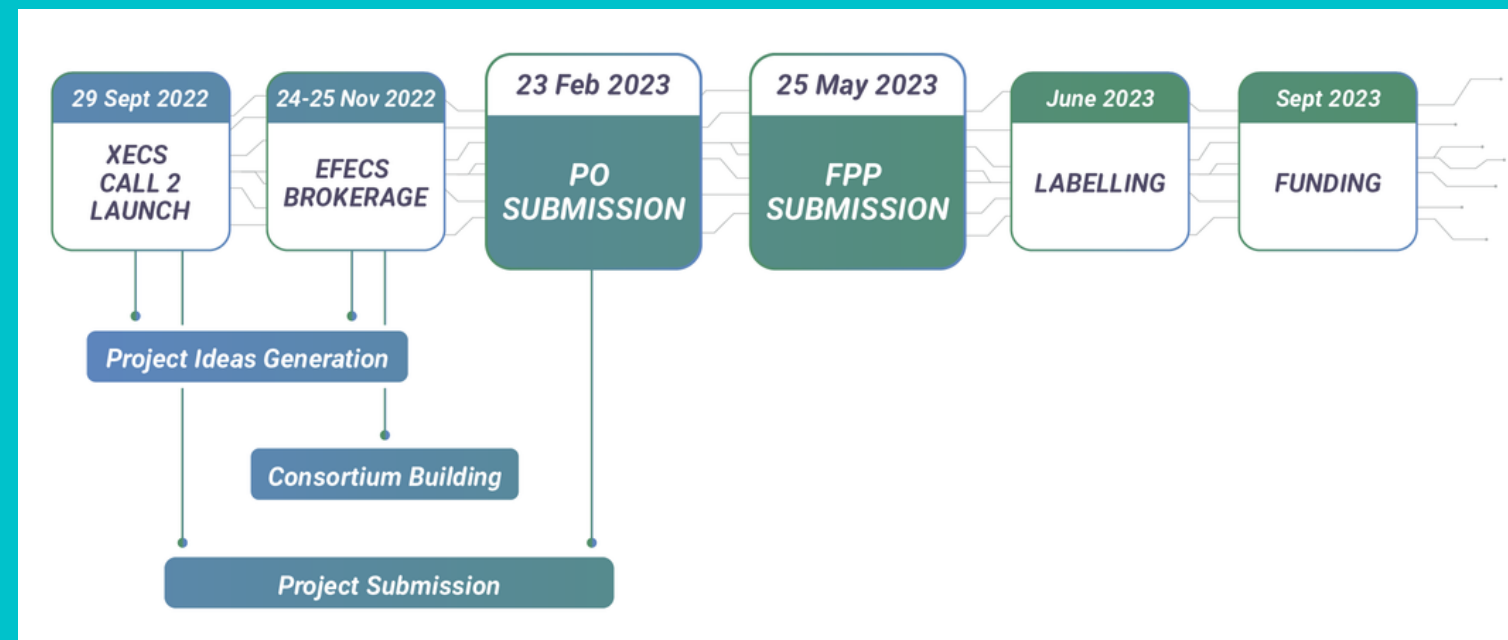 29 Sept 2022
XECS
CALL 2
LAUNCH
24-25 Nov 2022
EFECS
BROKERAGE
23 Feb 2023
PO
SUBMISSION
25 May 2023
FPP
SUBMISSION
June 2023
LABELLING
Sept 2023
FUNDING
Project Ideas Generation
Consortium Building
Project Submission